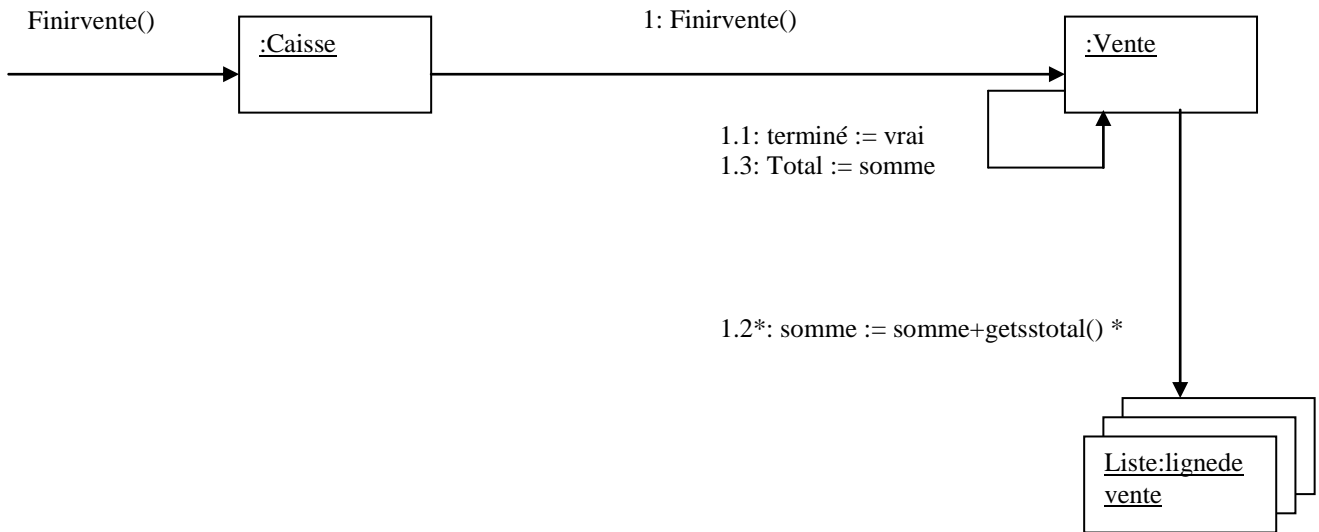 Finirvente()
1: Finirvente()
:Caisse
:Vente
1.1: terminé := vrai
1.3: Total := somme
1.2*: somme := somme+getsstotal() *
Liste:lignede
vente